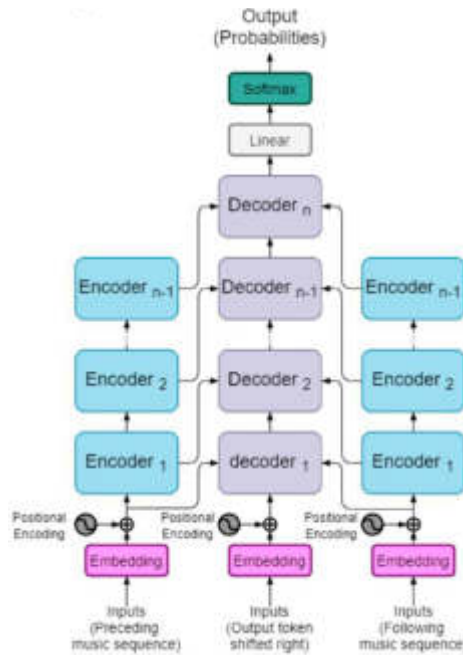 Output
(Probabilities)
Softmax
Linear
Decoder n
Encoder n-1
Decoder n-1
Encoder n-1
Encoder 2
Decoder 2
Encoder 2
Encoder 1
decoder 1
Encoder 1
Positional
Encoding
Positional
Encoding
Positional
Encoding
Embedding
Embedding
Embedding
Inputs
(Preceding
music sequence)
Inputs
(Output token
shifted right)
Inputs
(Following
music sequence)